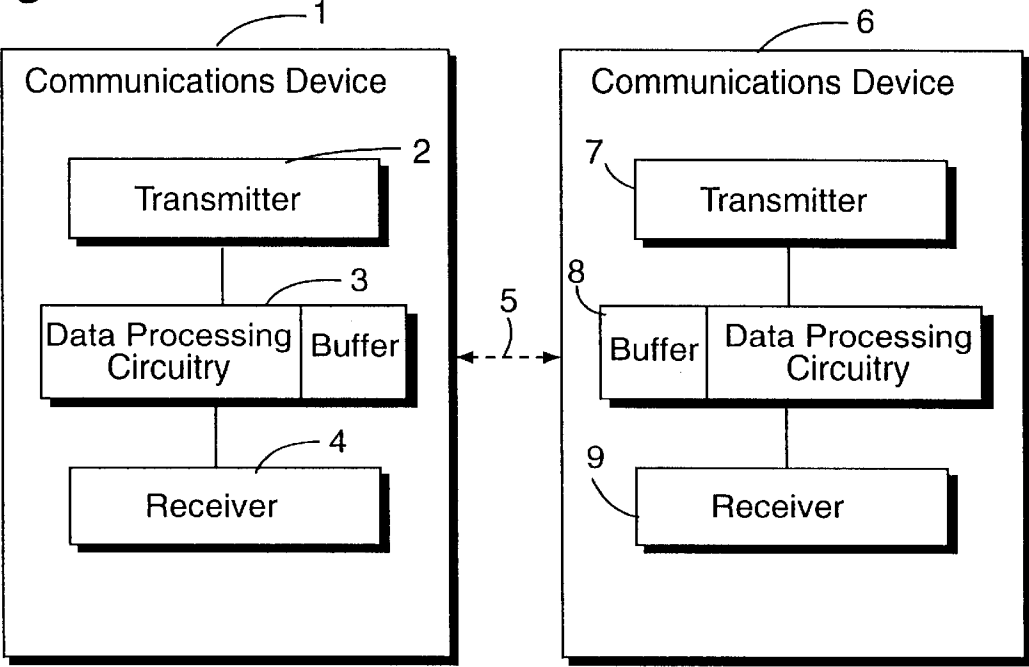 1
6
Communications Device
Communications Device
2
Transmitter
7
Transmitter
3
Data Processing
Circuitry
Buffer
5
8
Buffer
Data Processing
Circuitry
4
Receiver
9
Receiver